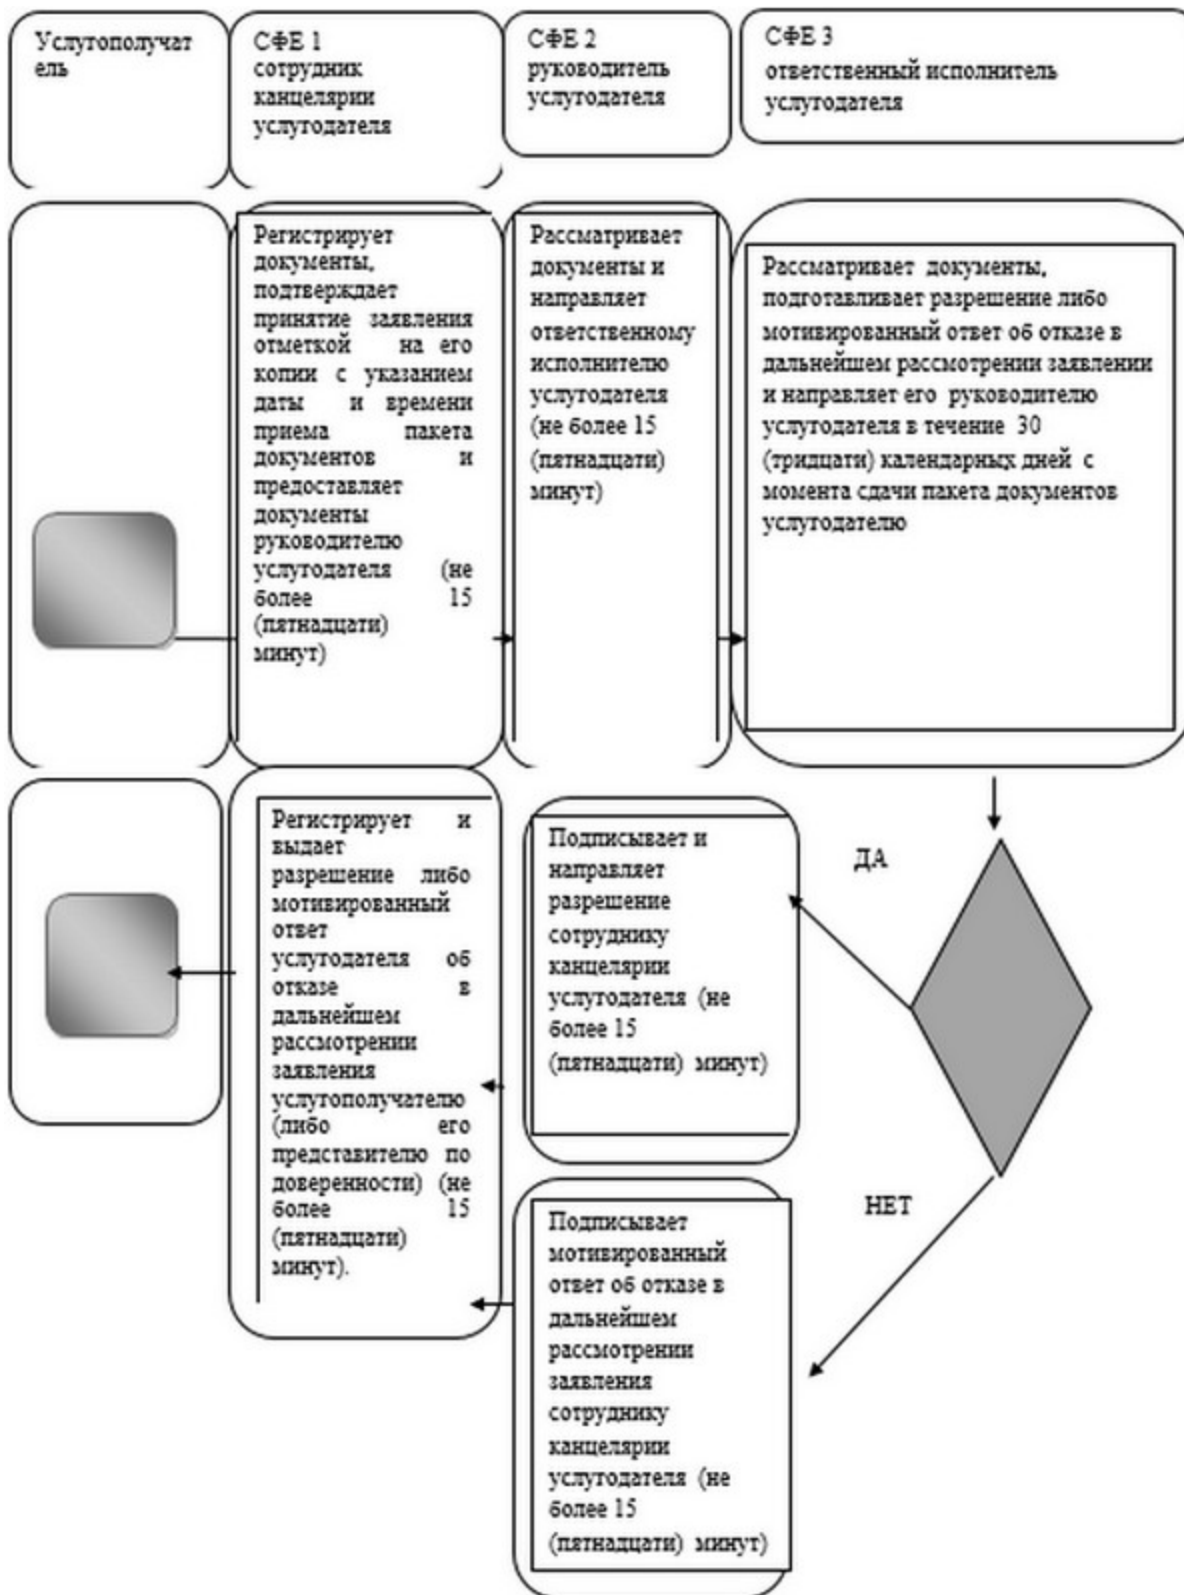 Услугополучат
ель
СФЕ 1
сотрудник
канцелярии
услугодателя
СФЕ 2
руководитель
услугодателя
СФЕ 3
ответственный исполнитель
услугодателя
Регистрирует
документы,
подтверждает
принятие заявления
отметкой на его
копии с указанием
даты и времени
приема пакета
документов и
предоставляет
документы
руководителю
услугодателя (не
более 15
(пятнадцати)
минут)
Рассматривает
документы и
направляет
ответственному
исполнителю
услугодателя
(не более 15
(пятнадцати)
минут)
Рассматривает документы,
подготавливает разрешение либо
мотивированный ответ об отказе в
дальнейшем рассмотрении заявлении
и направляет его руководителю
услугодателя в течение 30
(тридцати) календарных дней с
момента сдачи пакета документов
услугодателю
Регистрирует и
выдает
разрешение либо
мотивированный
ответ
услугодателя об
отказе в
дальнейшем
рассмотрении
заявления
услугополучателю
(либо его
представителю по
доверенности) (не
более 15
(пятнадцати)
минут).
Подписывает и
направляет
разрешение
сотруднику
канцелярии
услугодателя (не
более 15
(пятнадцати) минут)
ДА
НЕТ
Подписывает
мотивированный
ответ об отказе в
дальнейшем
рассмотрении
заявления
сотруднику
канцелярии
услугодателя (не
более 15
(пятнадцати) минут)